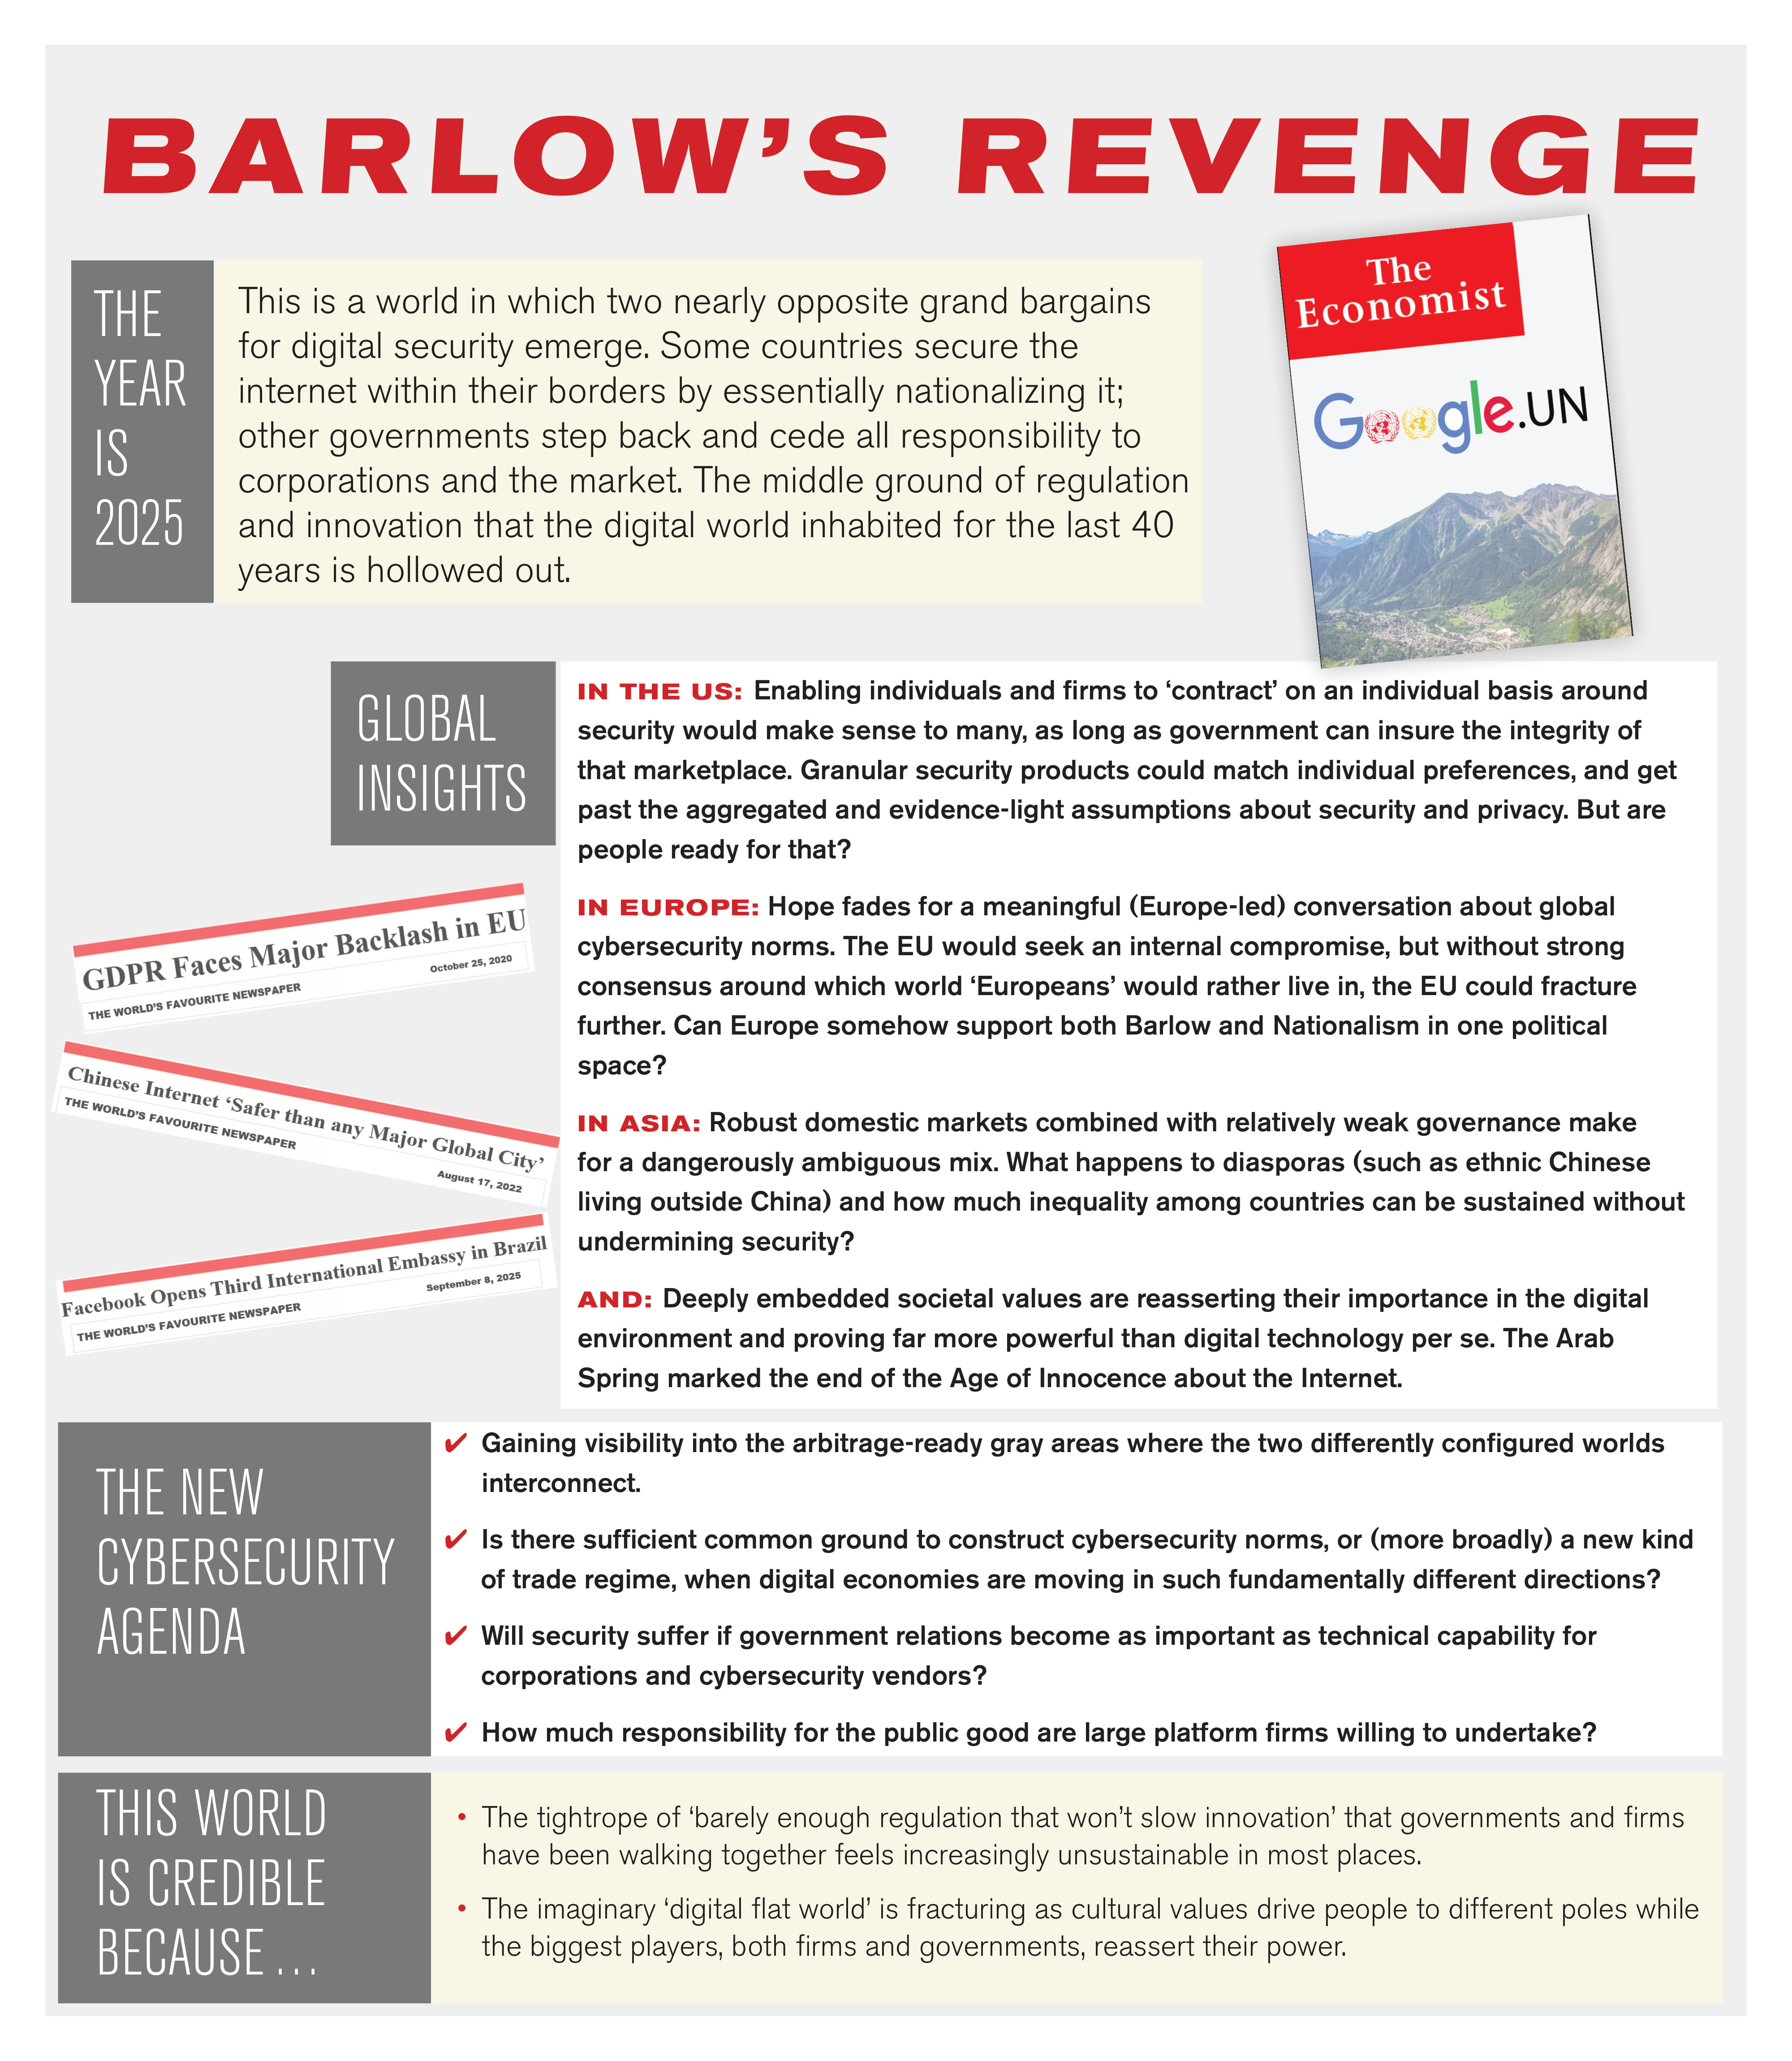 BARLOW’S REVENGE
THE
YEAR
IS
2025
This is a world in which two nearly opposite grand bargains
for digital security emerge. Some countries secure the
internet within their borders by essentially nationalizing it;
other governments step back and cede all responsibility to
corporations and the market. The middle ground of regulation
and innovation that the digital world inhabited for the last 40
years is hollowed out.
The
Economist
Google.UN
GLOBAL
INSIGHTS
IN THE US: Enabling individuals and firms to ‘contract’ on an individual basis around
security would make sense to many, as long as government can insure the integrity of
that marketplace. Granular security products could match individual preferences, and get
past the aggregated and evidence-light assumptions about security and privacy. But are
people ready for that?
IN EUROPE: Hope fades for a meaningful (Europe-led) conversation about global
cybersecurity norms. The EU would seek an internal compromise, but without strong
consensus around which world ‘Europeans’ would rather live in, the EU could fracture
further. Can Europe somehow support both Barlow and Nationalism in one political
space?
IN ASIA: Robust domestic markets combined with relatively weak governance make
for a dangerously ambiguous mix. What happens to diasporas (such as ethnic Chinese
living outside China) and how much inequality among countries can be sustained without
undermining security?
AND: Deeply embedded societal values are reasserting their importance in the digital
environment and proving far more powerful than digital technology per se. The Arab
Spring marked the end of the Age of Innocence about the Internet.
GDPR Faces Major Backlash in EU
THE WORLD’S FAVOURITE NEWSPAPER
October 25, 2020
Chinese Internet ‘Safer than any Major Global City’
THE WORLD’S FAVOURITE NEWSPAPER
August 17, 2022
Facebook Opens Third International Embassy in Brazil
THE WORLD’S FAVOURITE NEWSPAPER
September 8, 2025
THE NEW
CYBERSECURITY
AGENDA
✔ Gaining visibility into the arbitrage-ready gray areas where the two differently configured worlds
interconnect.
✔ Is there sufficient common ground to construct cybersecurity norms, or (more broadly) a new kind
of trade regime, when digital economies are moving in such fundamentally different directions?
✔ Will security suffer if government relations become as important as technical capability for
corporations and cybersecurity vendors?
✔ How much responsibility for the public good are large platform firms willing to undertake?
THIS WORLD
IS CREDIBLE
BECAUSE . . .
• The tightrope of ‘barely enough regulation that won’t slow innovation’ that governments and firms
have been walking together feels increasingly unsustainable in most places.
• The imaginary ‘digital flat world’ is fracturing as cultural values drive people to different poles while
the biggest players, both firms and governments, reassert their power.